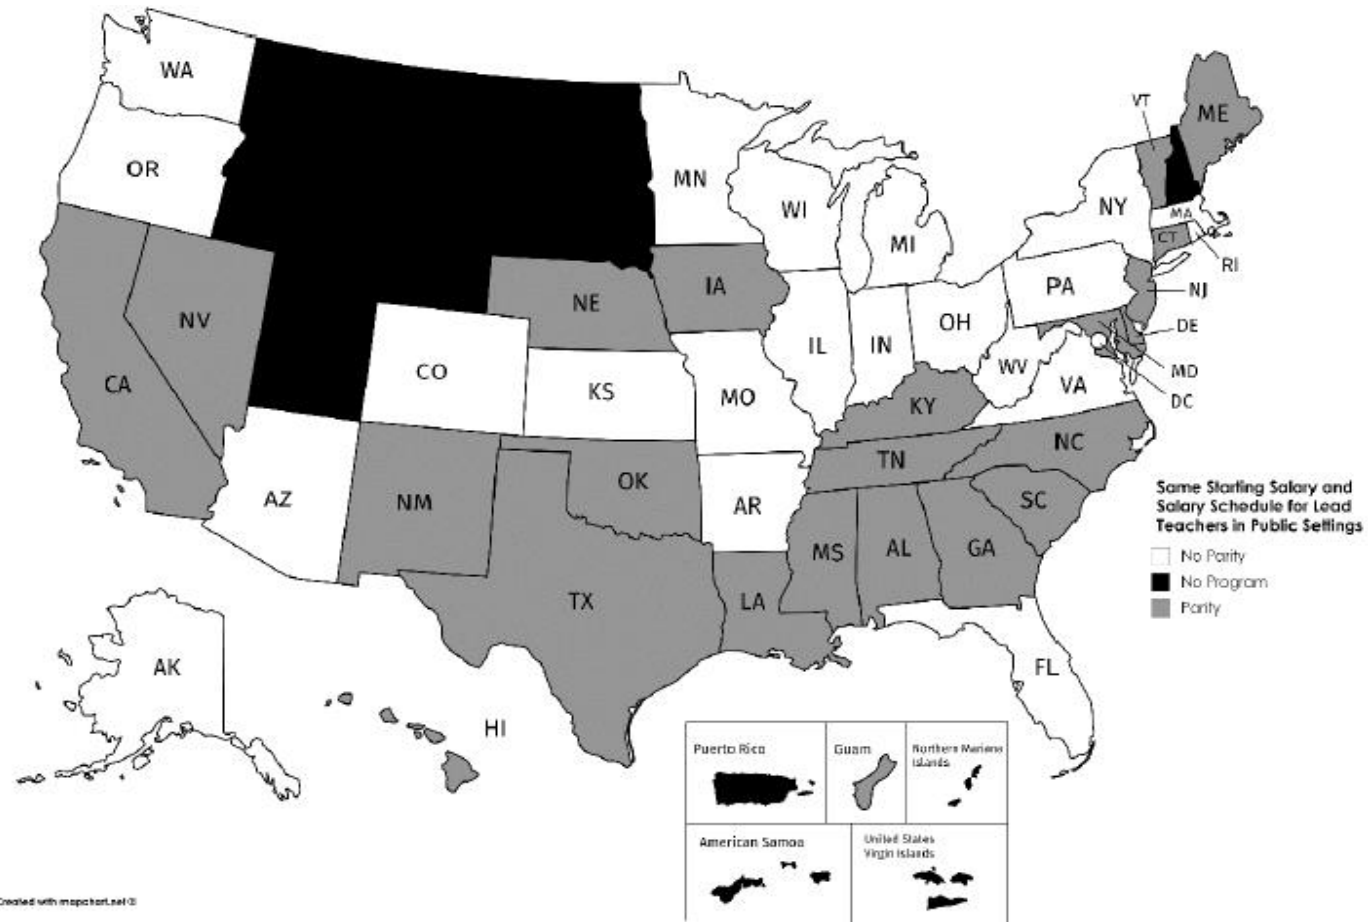 WA
OR
CA
NV
AZ
NM
CO
NE
KS
OK
TX
MN
IA
MO
AR
LA
WI
IL
MI
IN
OH
KY
TN
MS
AL
GA
FL
SC
NC
VA
WV
PA
NY
VT
ME
MA
CT
RI
NJ
DE
MD
DC
AK
HI
Same Starting Salary and
Salary Schedule for Lead
Teachers in Public Settings
No Parity
No Program
Parity
Puerto Rico
Guam
Northern Mariana
Islands
American Samoa
United States
Virgin Islands
Created with mapchart.net ©